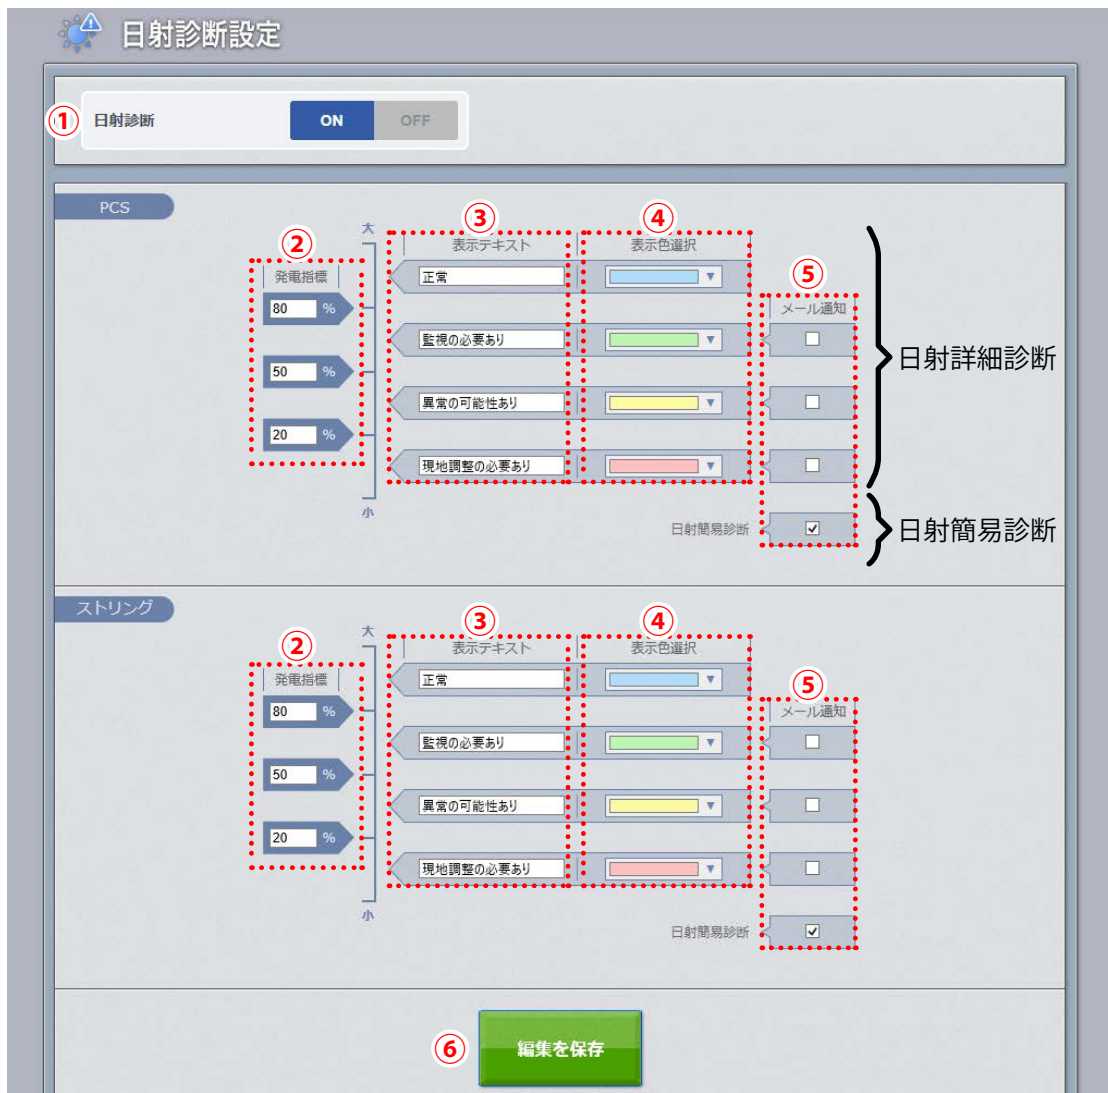 日射診断設定
① 日射診断 ON OFF
PCS
大
② ③ ④
発電指標 表示テキスト 表示色選択
正常
⑤
80 % メール通知
監視の必要あり
日射詳細診断
50 %
異常の可能性あり
20 %
現地調整の必要あり
小
日射簡易診断 日射簡易診断
ストリング
大
② ③ ④
発電指標 表示テキスト 表示色選択
正常
⑤
80 % メール通知
監視の必要あり
50 %
異常の可能性あり
20 %
現地調整の必要あり
小
日射簡易診断
⑥ 編集を保存